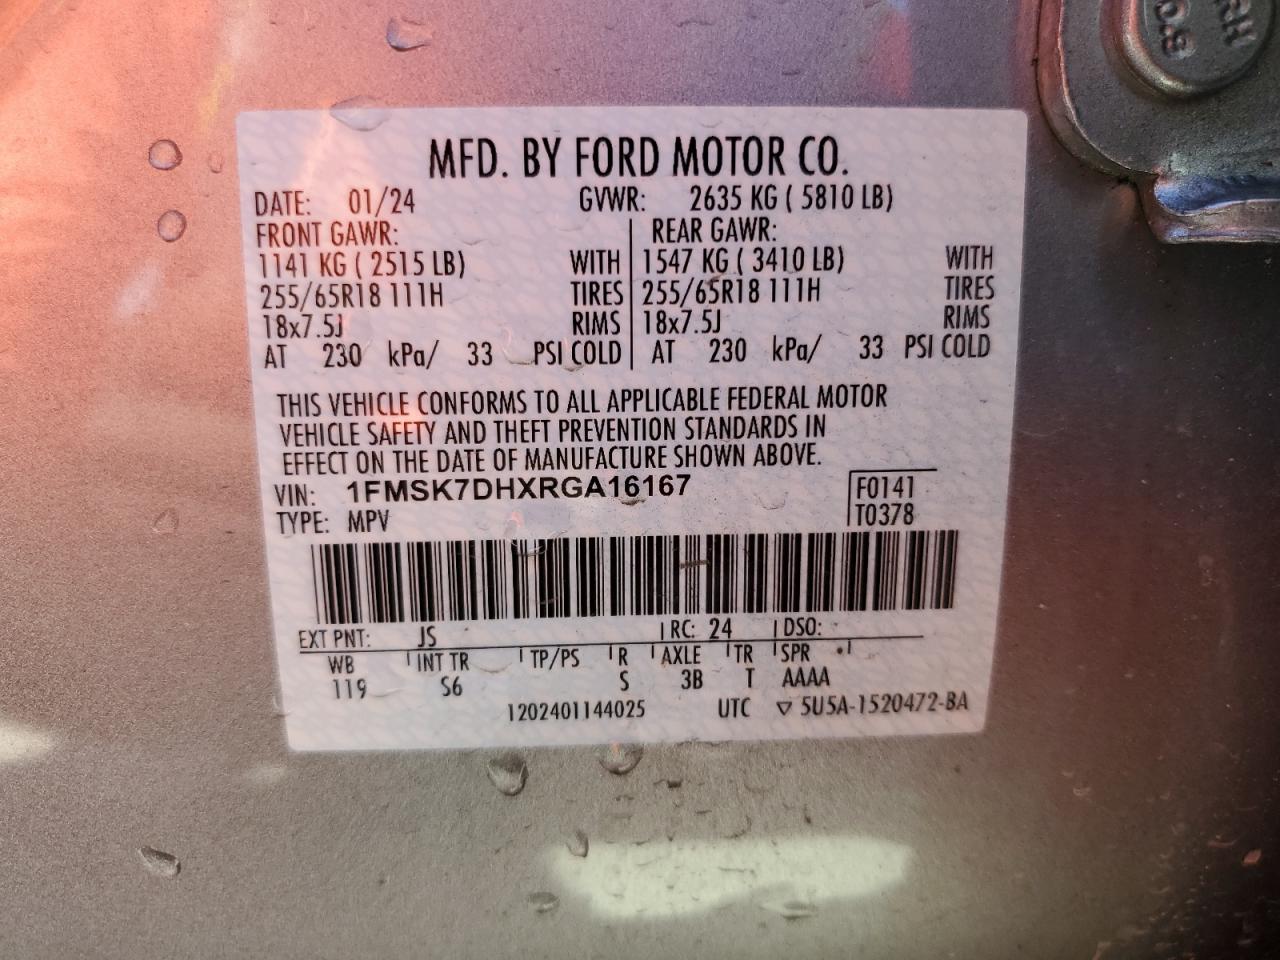 RH
8.0
MFD. BY FORD MOTOR CO.
DATE: 01/24 GVWR: 2635 KG ( 5810 LB)
FRONT GAWR: REAR GAWR:
1141 KG ( 2515 LB) WITH 1547 KG ( 3410 LB) WITH
255/65R18 111H TIRES 255/65R18 111H TIRES
18x7.5J RIMS 18x7.5J RIMS
AT 230 kPa/ 33 PSI COLD AT 230 kPa/ 33 PSI COLD
THIS VEHICLE CONFORMS TO ALL APPLICABLE FEDERAL MOTOR
VEHICLE SAFETY AND THEFT PREVENTION STANDARDS IN
EFFECT ON THE DATE OF MANUFACTURE SHOWN ABOVE.
VIN: 1FMSK7DHXRGA16167 F0141
TYPE: MPV T0378
EXT PNT: JS RC: 24 DSO:
WB INT TR TP/PS R AXLE TR SPR
119 S6 S 3B T AAAA
1202401144025 UTC ▽ 5U5A-1520472-BA